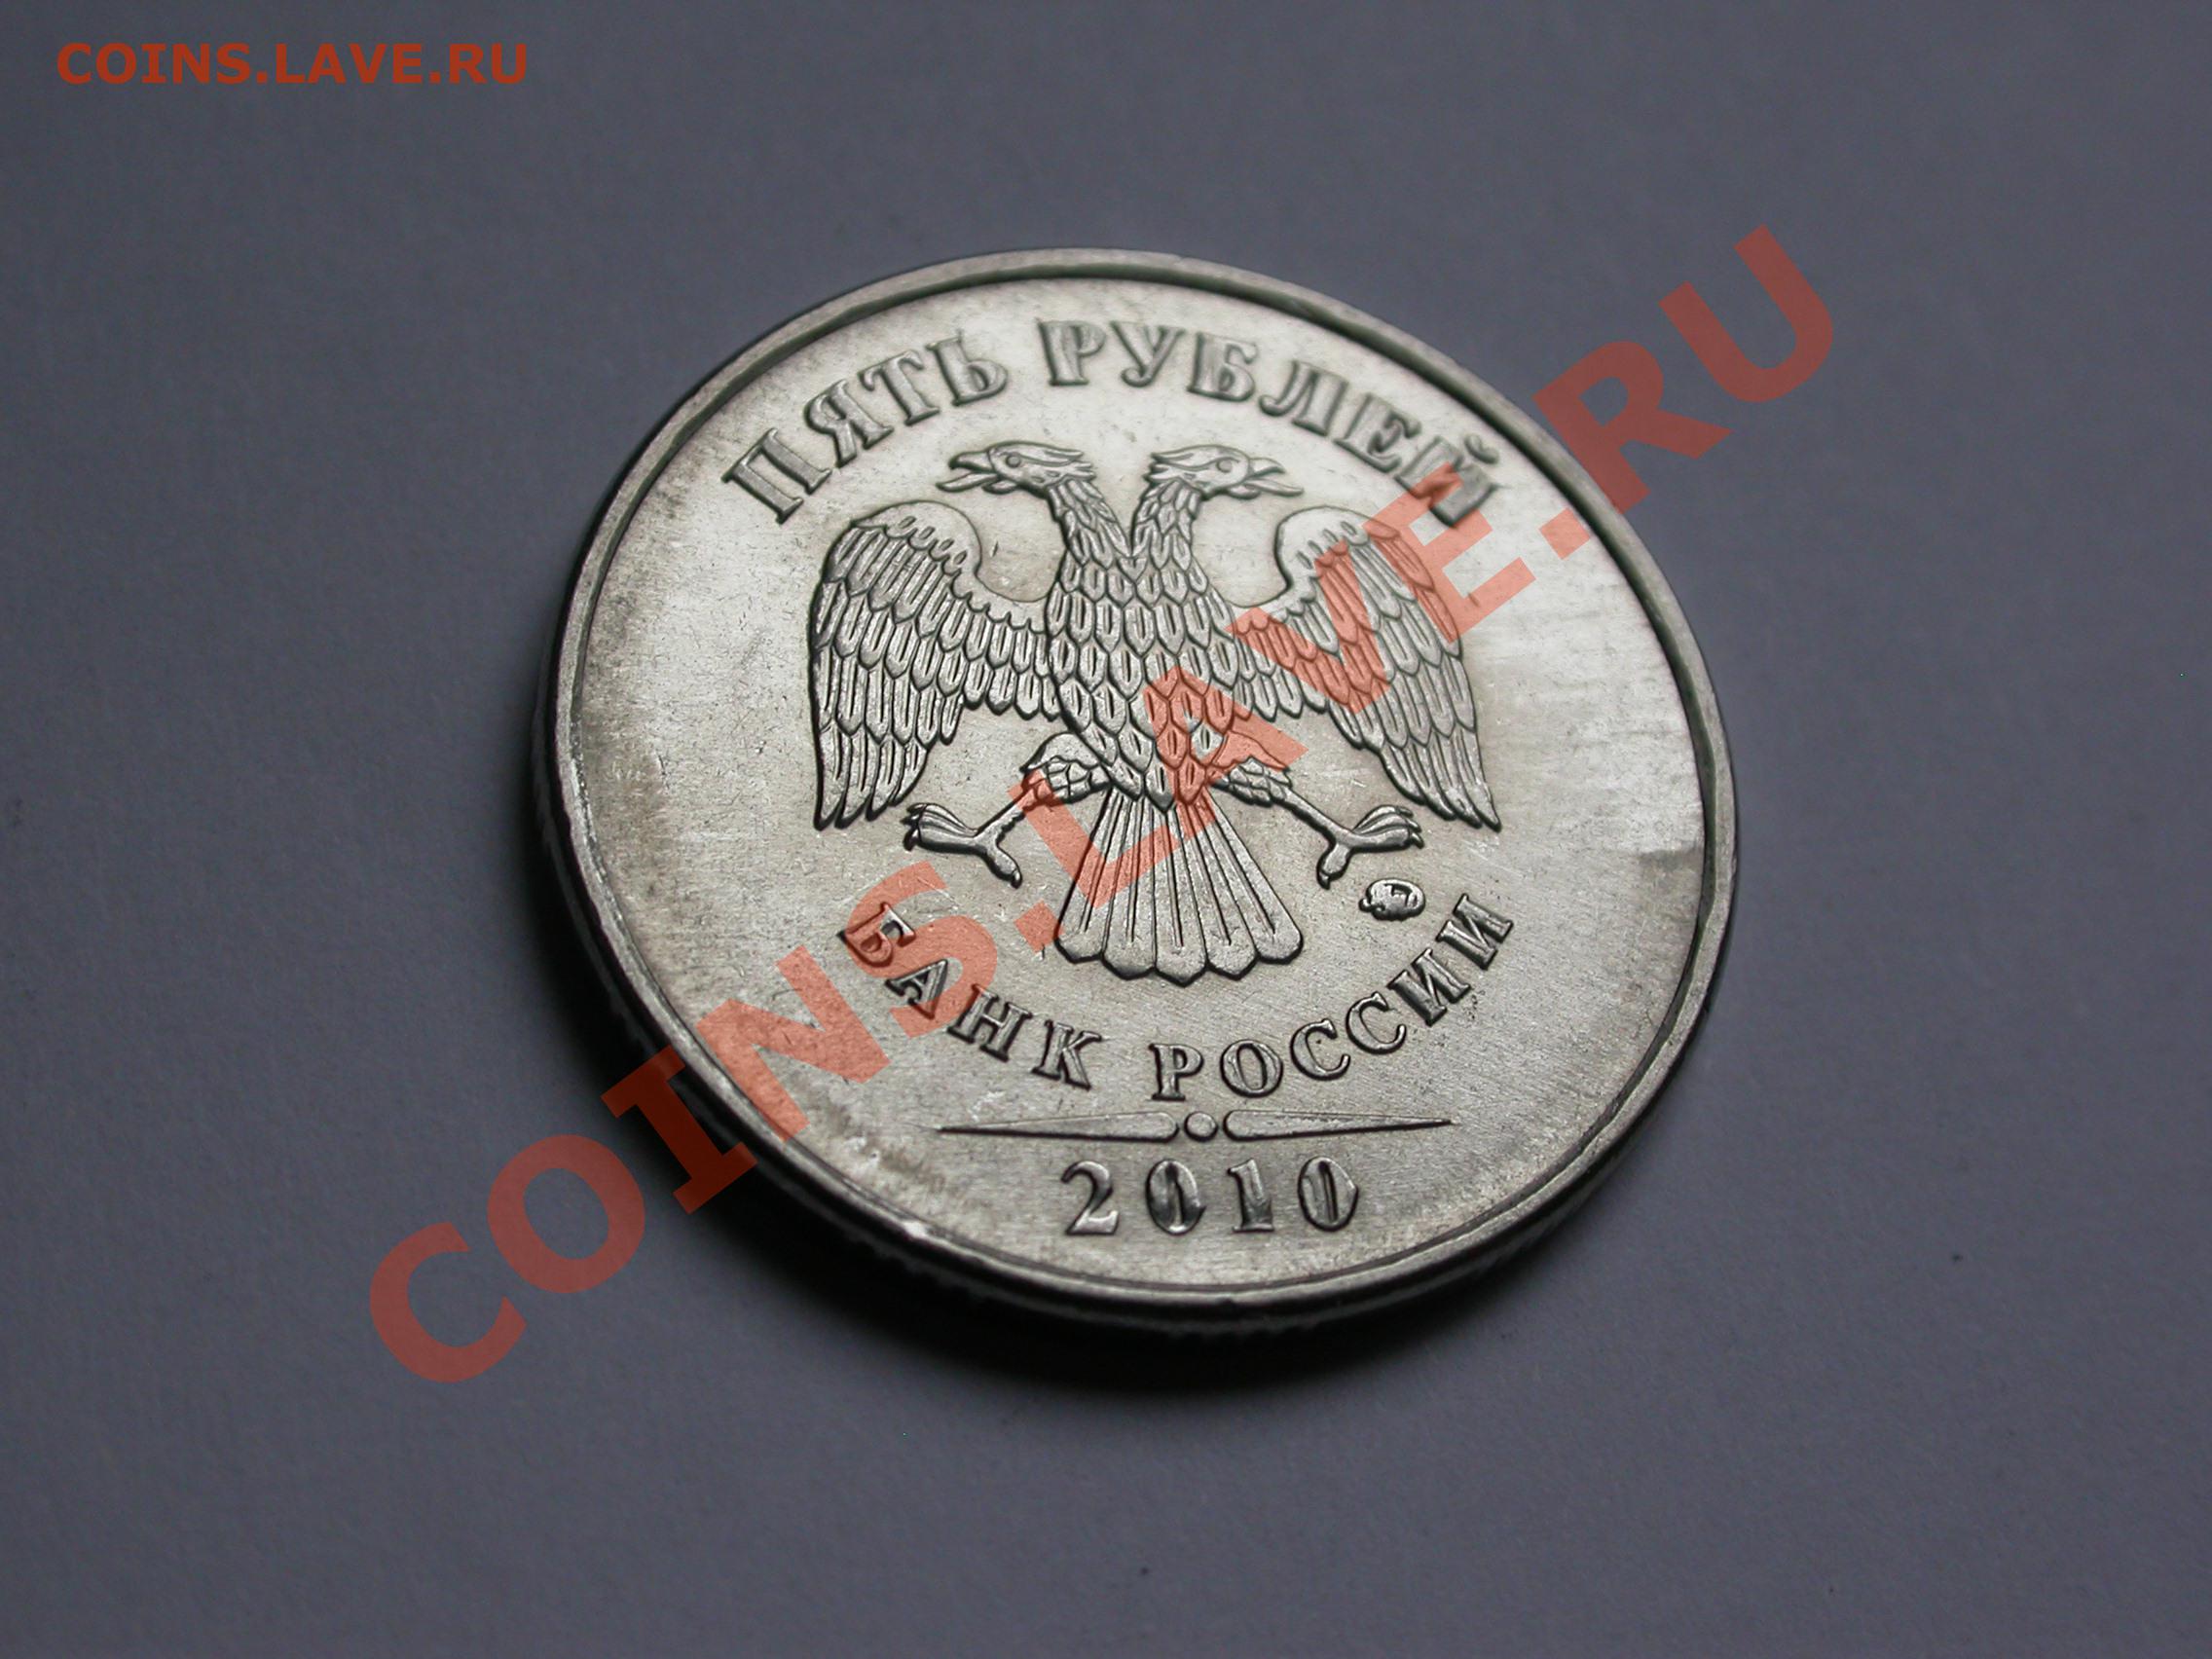 COINS.LAVE.RU
ПЯТЬ РУБЛЕЙ
COINS.LAVE.RU
БАНК РОССИИ
2010